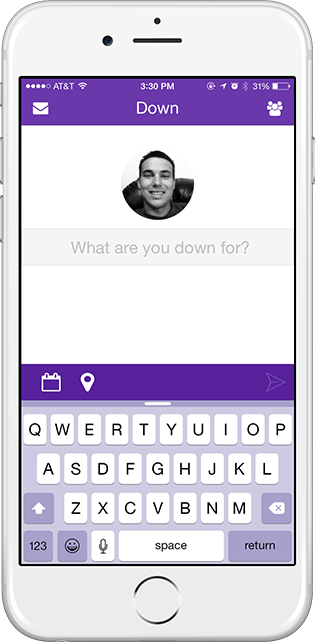 AT&T 3:30 PM 31%
Down
What are you down for?
Q W E R T Y U I O P
A S D F G H J K L
Z X C V B N M
123 space return